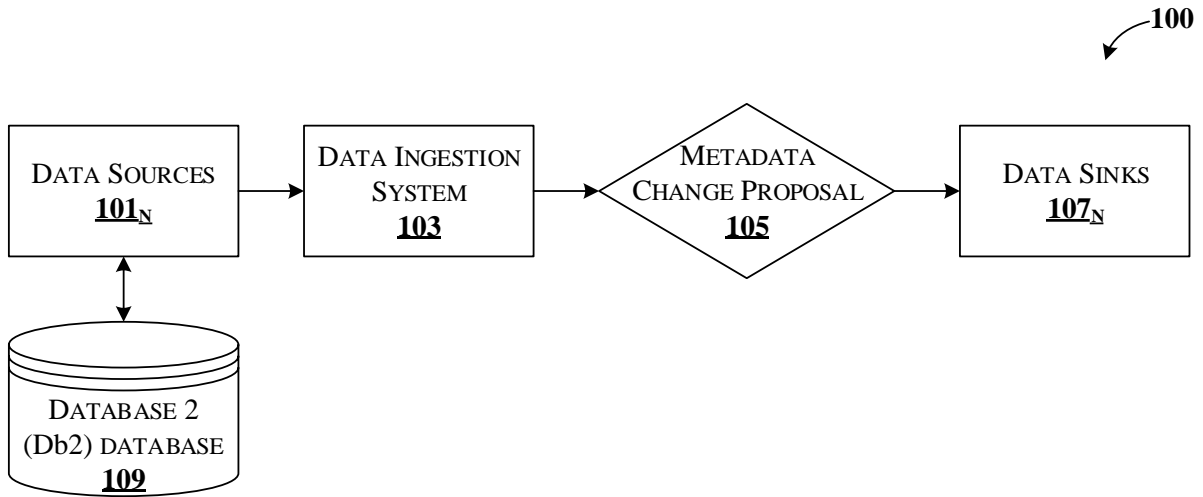 100
DATA SOURCES
101N
DATA INGESTION
SYSTEM
103
METADATA
CHANGE PROPOSAL
105
DATA SINKS
107N
DATABASE 2
(Db2) DATABASE
109